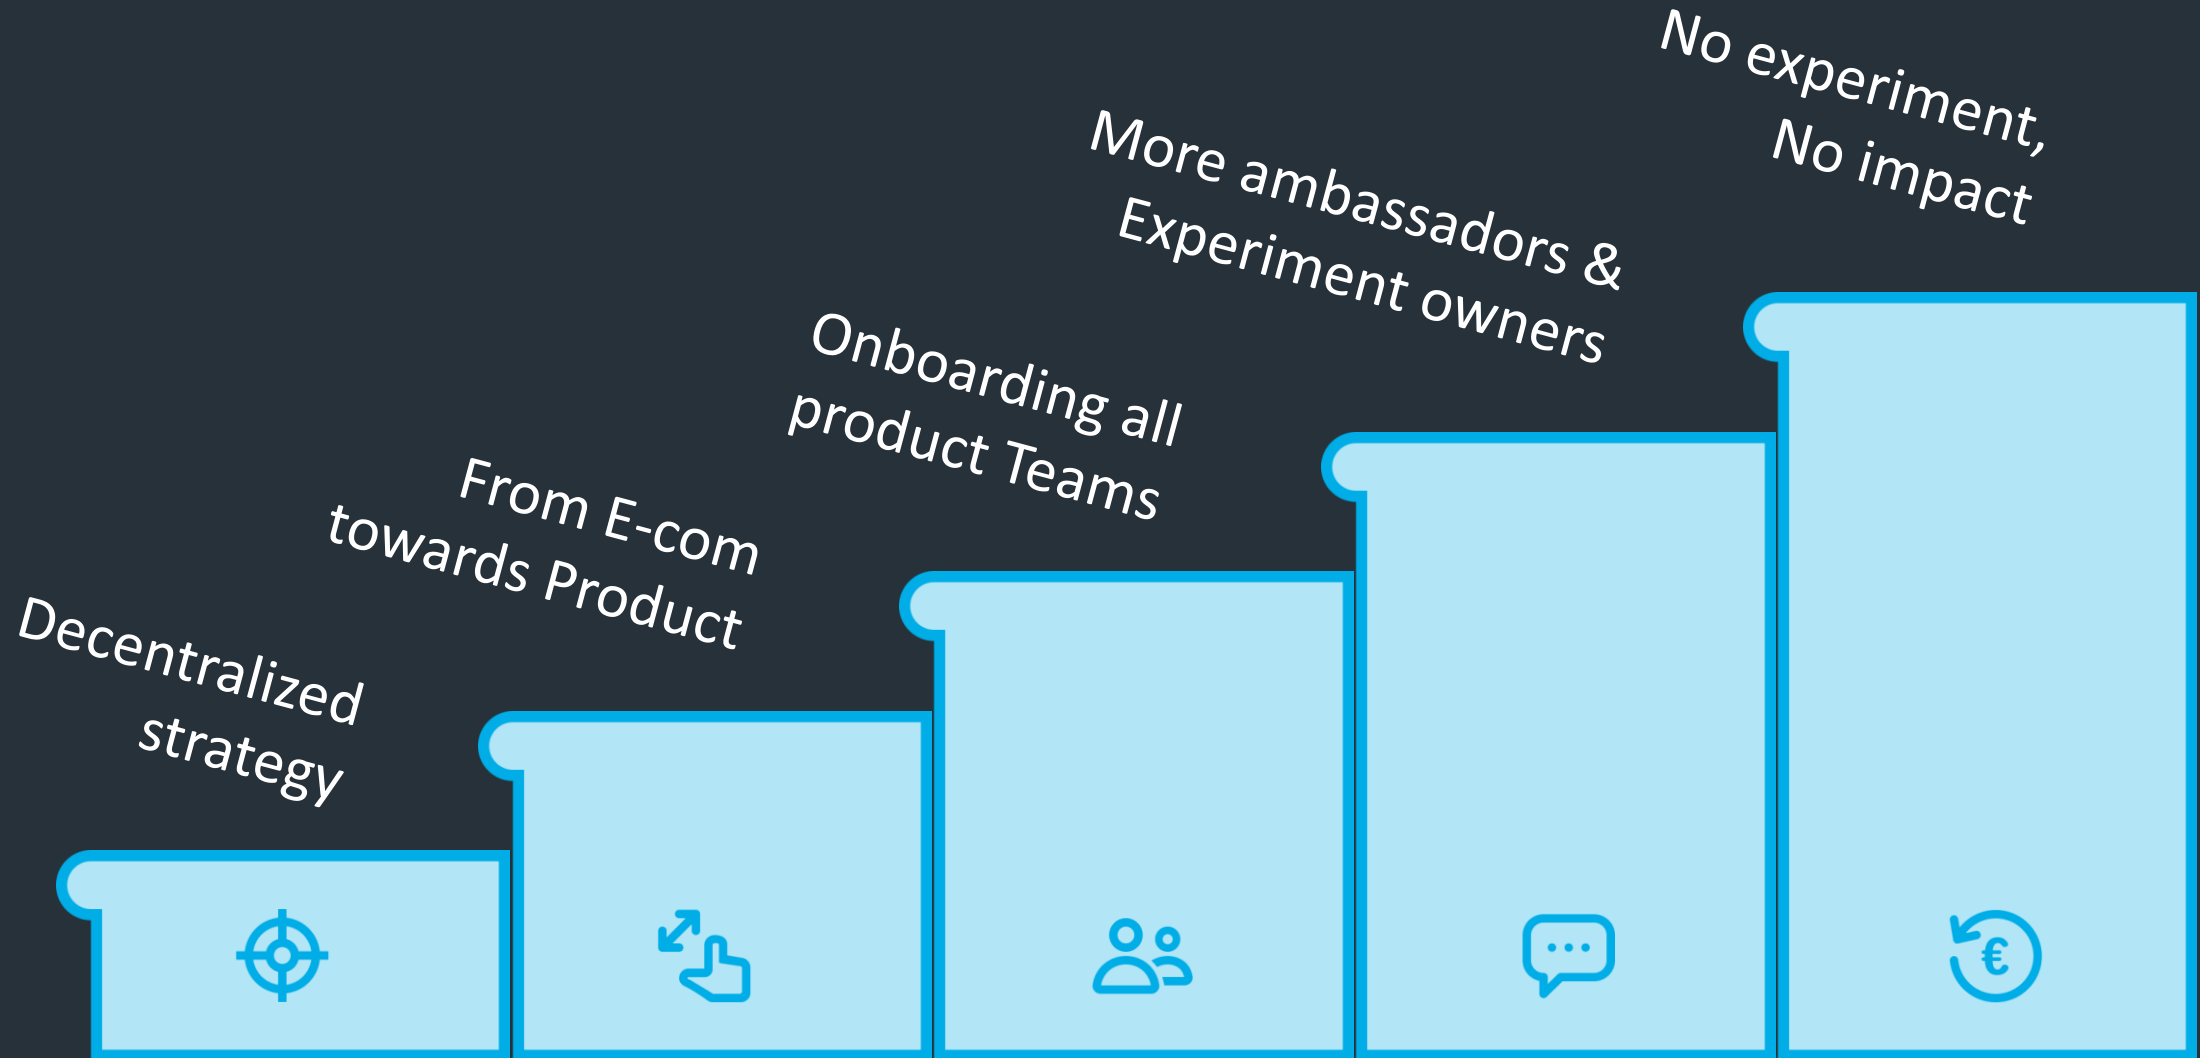 Decentralized
strategy
From E-com
towards Product
Onboarding all
product Teams
More ambassadors &
Experiment owners
No experiment,
No impact
€